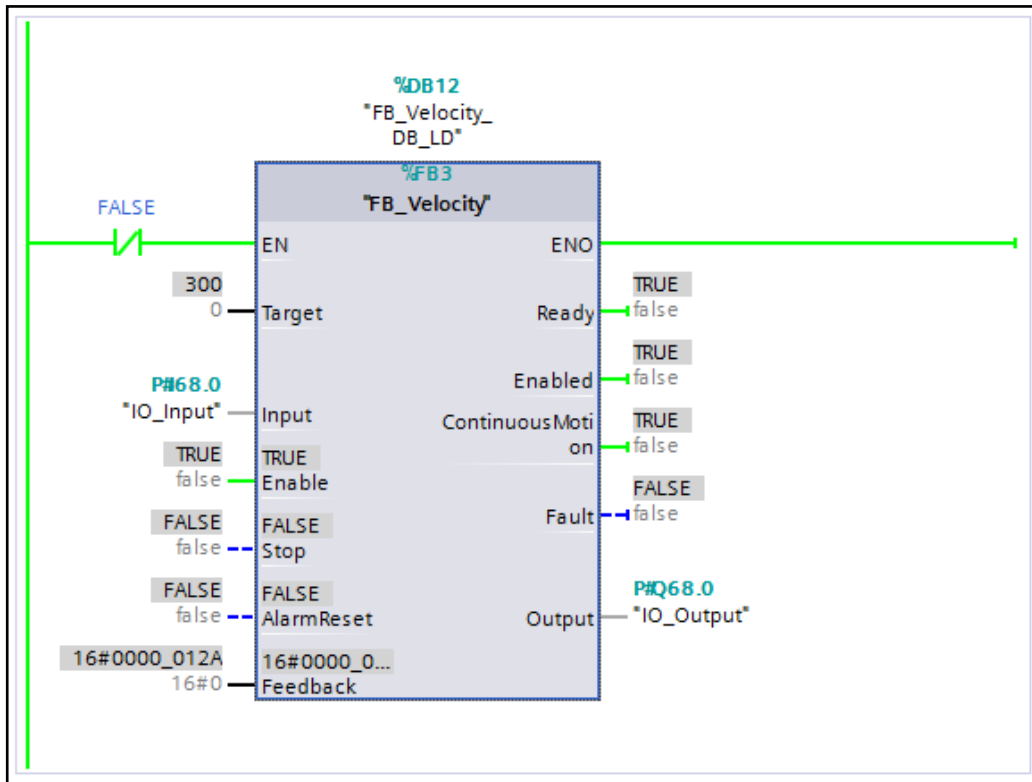 %DB12
"FB_Velocity_
DB_LD"
%FB3
"FB_Velocity"
FALSE
EN
ENO
300
0
Target
TRUE
false
Ready
TRUE
false
Enabled
P#I68.0
"IO_Input"
Input
ContinuousMoti
on
TRUE
false
TRUE
false
TRUE
Enable
FALSE
false
Fault
FALSE
false
FALSE
Stop
FALSE
false
FALSE
AlarmReset
Output
P#Q68.0
"IO_Output"
16#0000_012A
16#0
16#0000_0...
Feedback